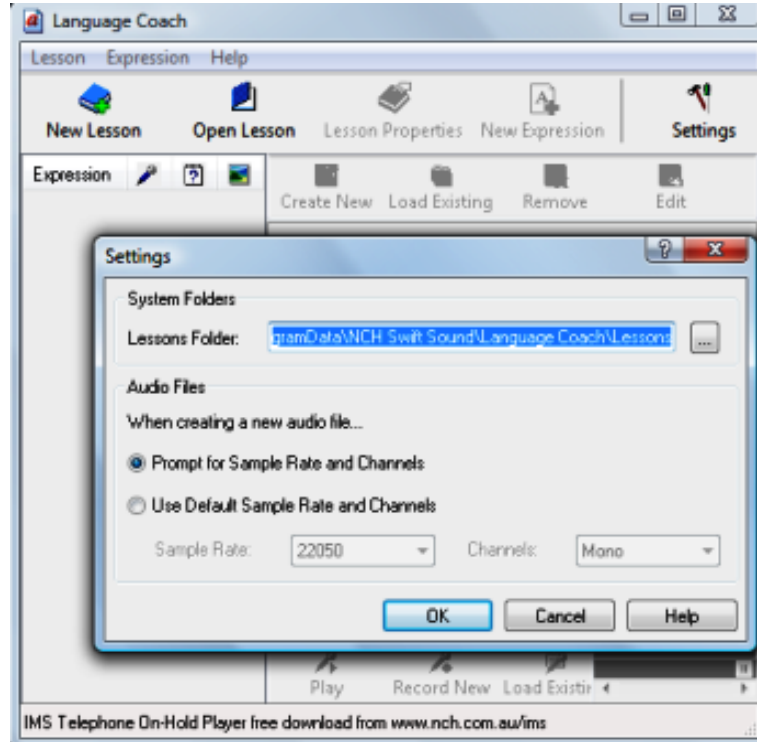 Language Coach
Lesson Expression Help
New Lesson Open Lesson Lesson Properties New Expression Settings
Expression
Create New Load Existing Remove Edit
Settings
System Folders
Lessons Folder: gramData\NCH Swift Sound\Language Coach\Lessons ...
Audio Files
When creating a new audio file...
Prompt for Sample Rate and Channels
Use Default Sample Rate and Channels
Sample Rate: 22050 Channels: Mono
OK Cancel Help
Play Record New Load Existin
IMS Telephone On-Hold Player free download from www.nch.com.au/ims